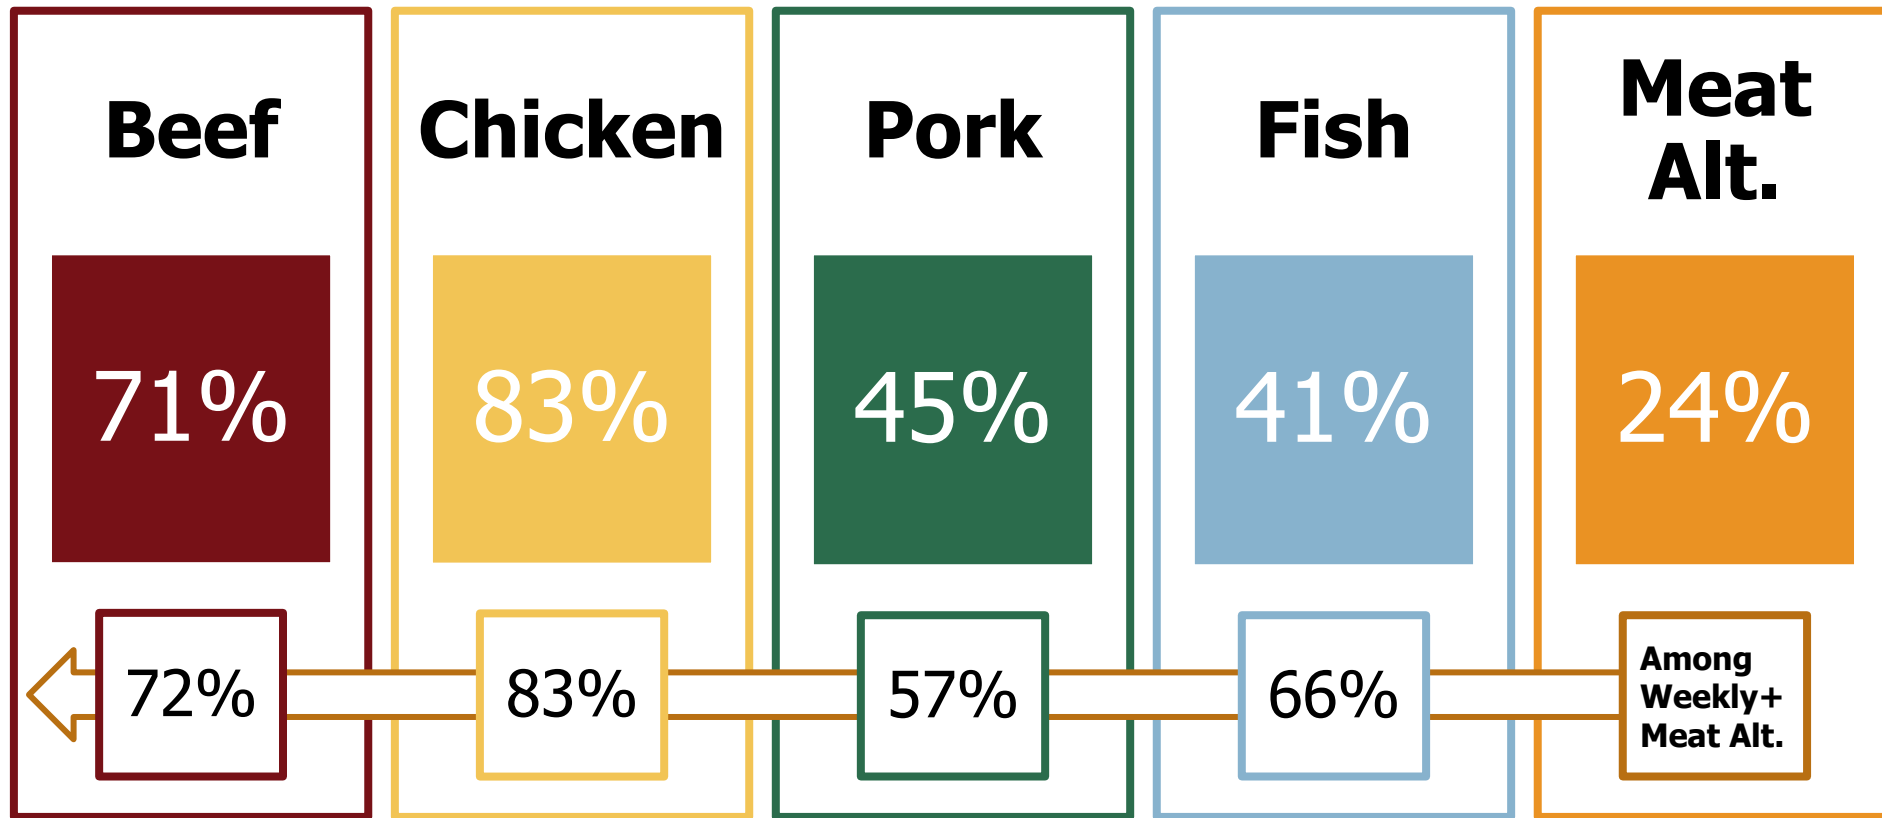 Beef
Chicken
Pork
Fish
Meat
Alt.
71%
83%
45%
41%
24%
72%
83%
57%
66%
Among
Weekly+
Meat Alt.